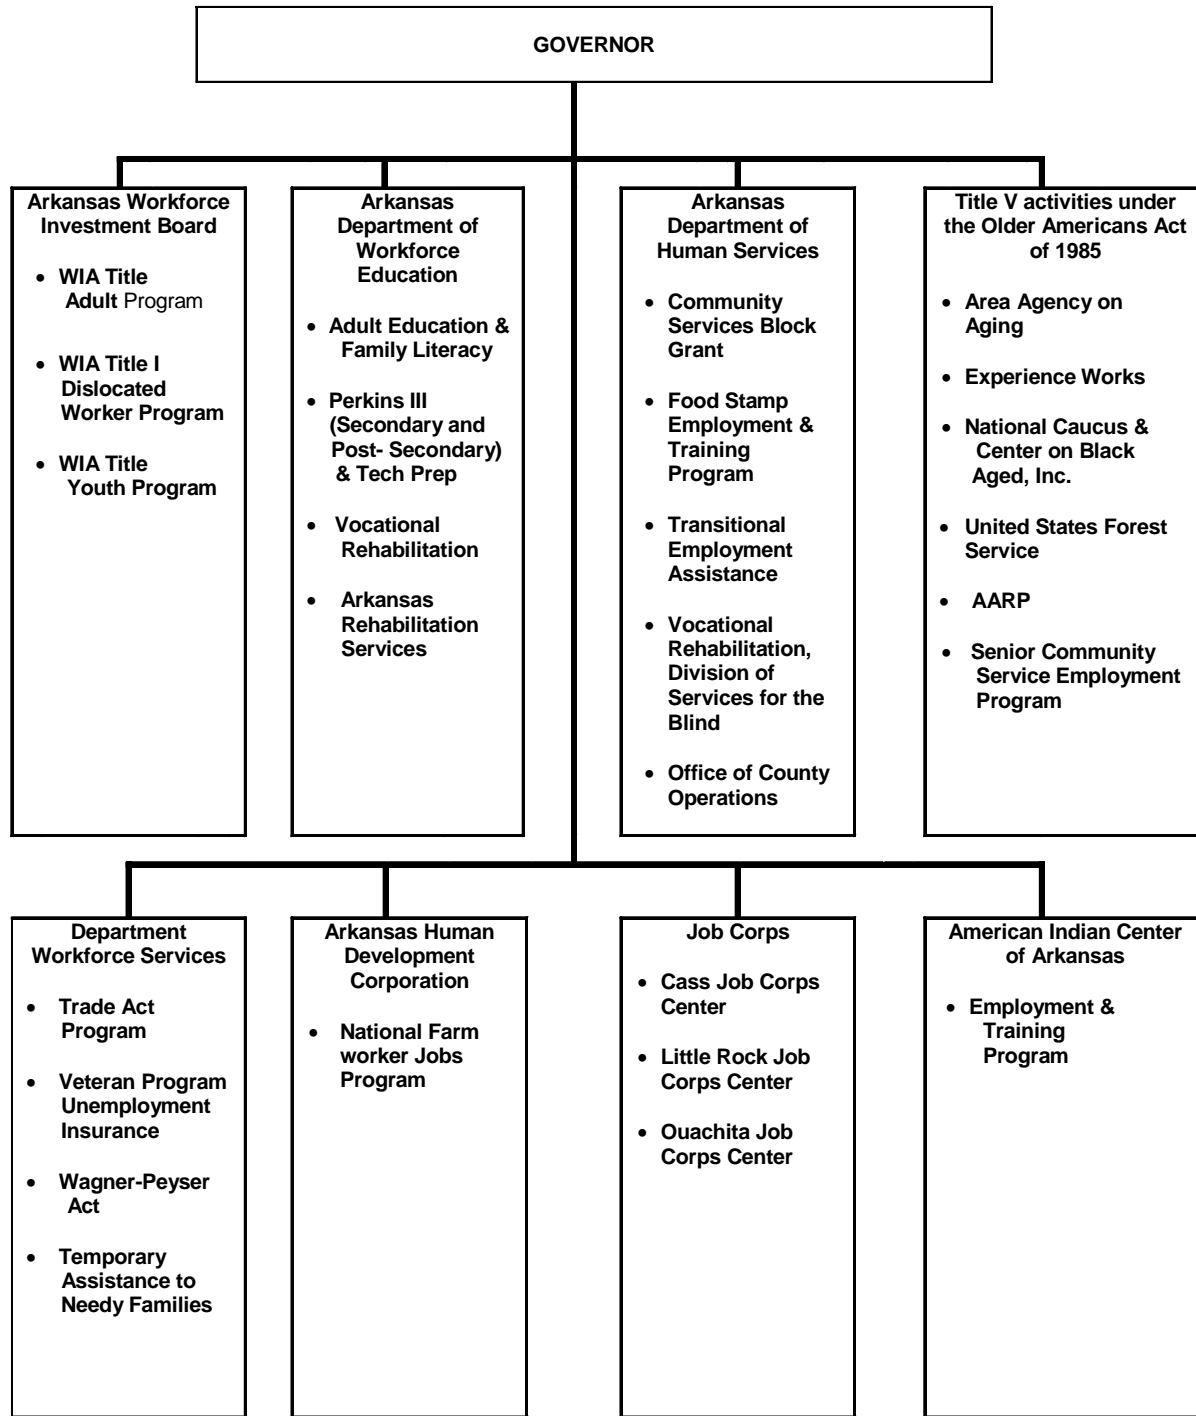 GOVERNOR
Arkansas Workforce
Investment Board
• WIA Title
Adult Program
• WIA Title I
Dislocated
Worker Program
• WIA Title
Youth Program
Arkansas
Department of
Workforce
Education
• Adult Education &
Family Literacy
• Perkins III
(Secondary and
Post- Secondary)
& Tech Prep
• Vocational
Rehabilitation
• Arkansas
Rehabilitation
Services
Arkansas
Department of
Human Services
• Community
Services Block
Grant
• Food Stamp
Employment &
Training
Program
• Transitional
Employment
Assistance
• Vocational
Rehabilitation,
Division of
Services for the
Blind
• Office of County
Operations
Title V activities under
the Older Americans Act
of 1985
• Area Agency on
Aging
• Experience Works
• National Caucus &
Center on Black
Aged, Inc.
• United States Forest
Service
• AARP
• Senior Community
Service Employment
Program
Department
Workforce Services
• Trade Act
Program
• Veteran Program
Unemployment
Insurance
• Wagner-Peyser
Act
• Temporary
Assistance to
Needy Families
Arkansas Human
Development
Corporation
• National Farm
worker Jobs
Program
Job Corps
• Cass Job Corps
Center
• Little Rock Job
Corps Center
• Ouachita Job
Corps Center
American Indian Center
of Arkansas
• Employment &
Training
Program